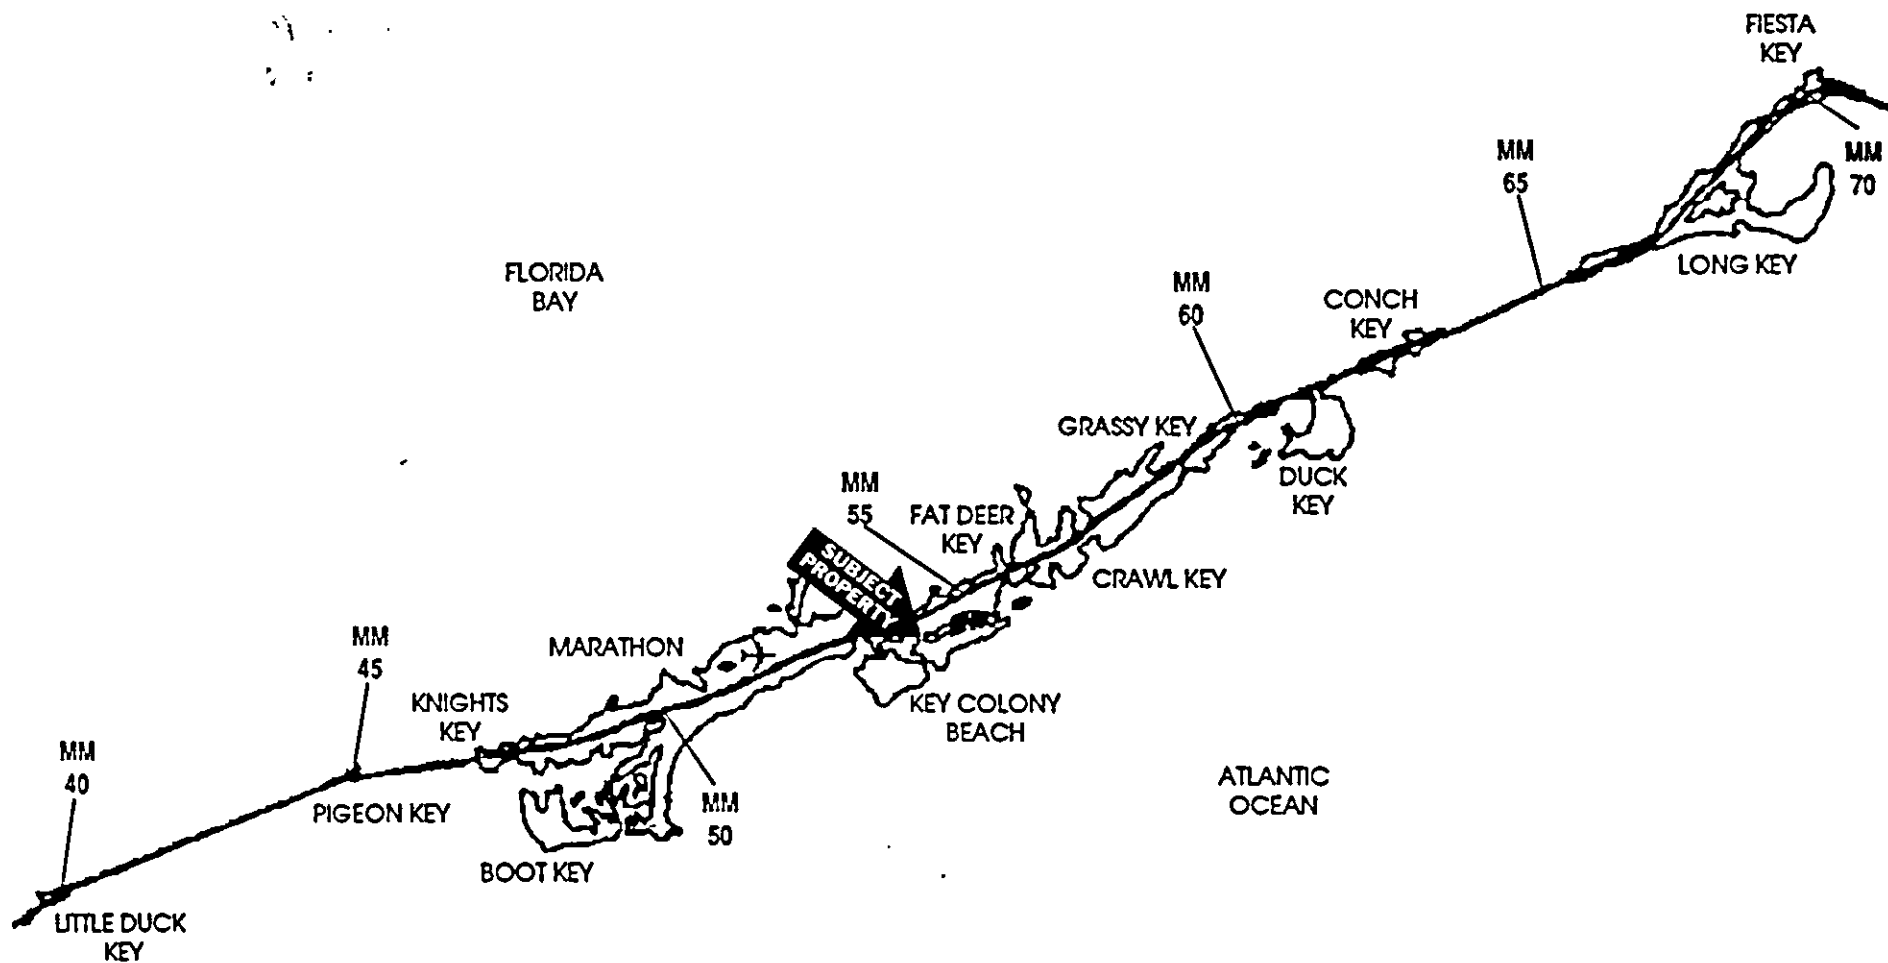 FIESTA
KEY
MM
70
MM
65
LONG KEY
FLORIDA
BAY
MM
60
CONCH
KEY
GRASSY KEY
DUCK
KEY
MM
55
FAT DEER
KEY
CRAWL KEY
SUBJECT
PROPERTY
MARATHON
MM
45
KNIGHTS
KEY
KEY COLONY
BEACH
MM
40
PIGEON KEY
MM
50
ATLANTIC
OCEAN
BOOT KEY
LITTLE DUCK
KEY